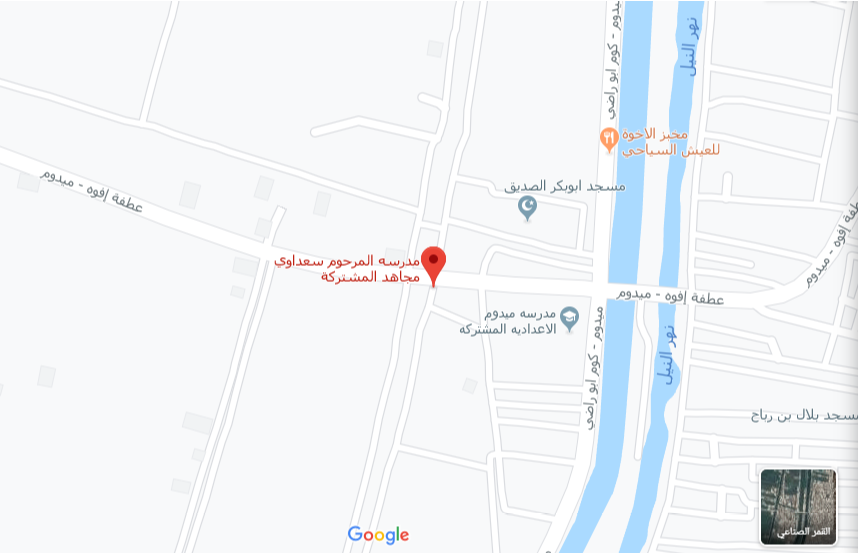 نهر النيل
ميدوم - كوم ابو راضي
مخبز الاخوة
للعيش السياحي
مسجد ابوبكر الصديق
عطفة إفوه - ميدوم
عطفة إفوه - ميدوم
مدرسه المرحوم سعداوي
مجاهد المشتركة
عطفة إفوه - ميدوم
مدرسه ميدوم
الاعداديه المشتركه
ميدوم - كوم ابو راضي
نهر النيل
مسجد بلال بن رباح
القمر الصناعي
Google